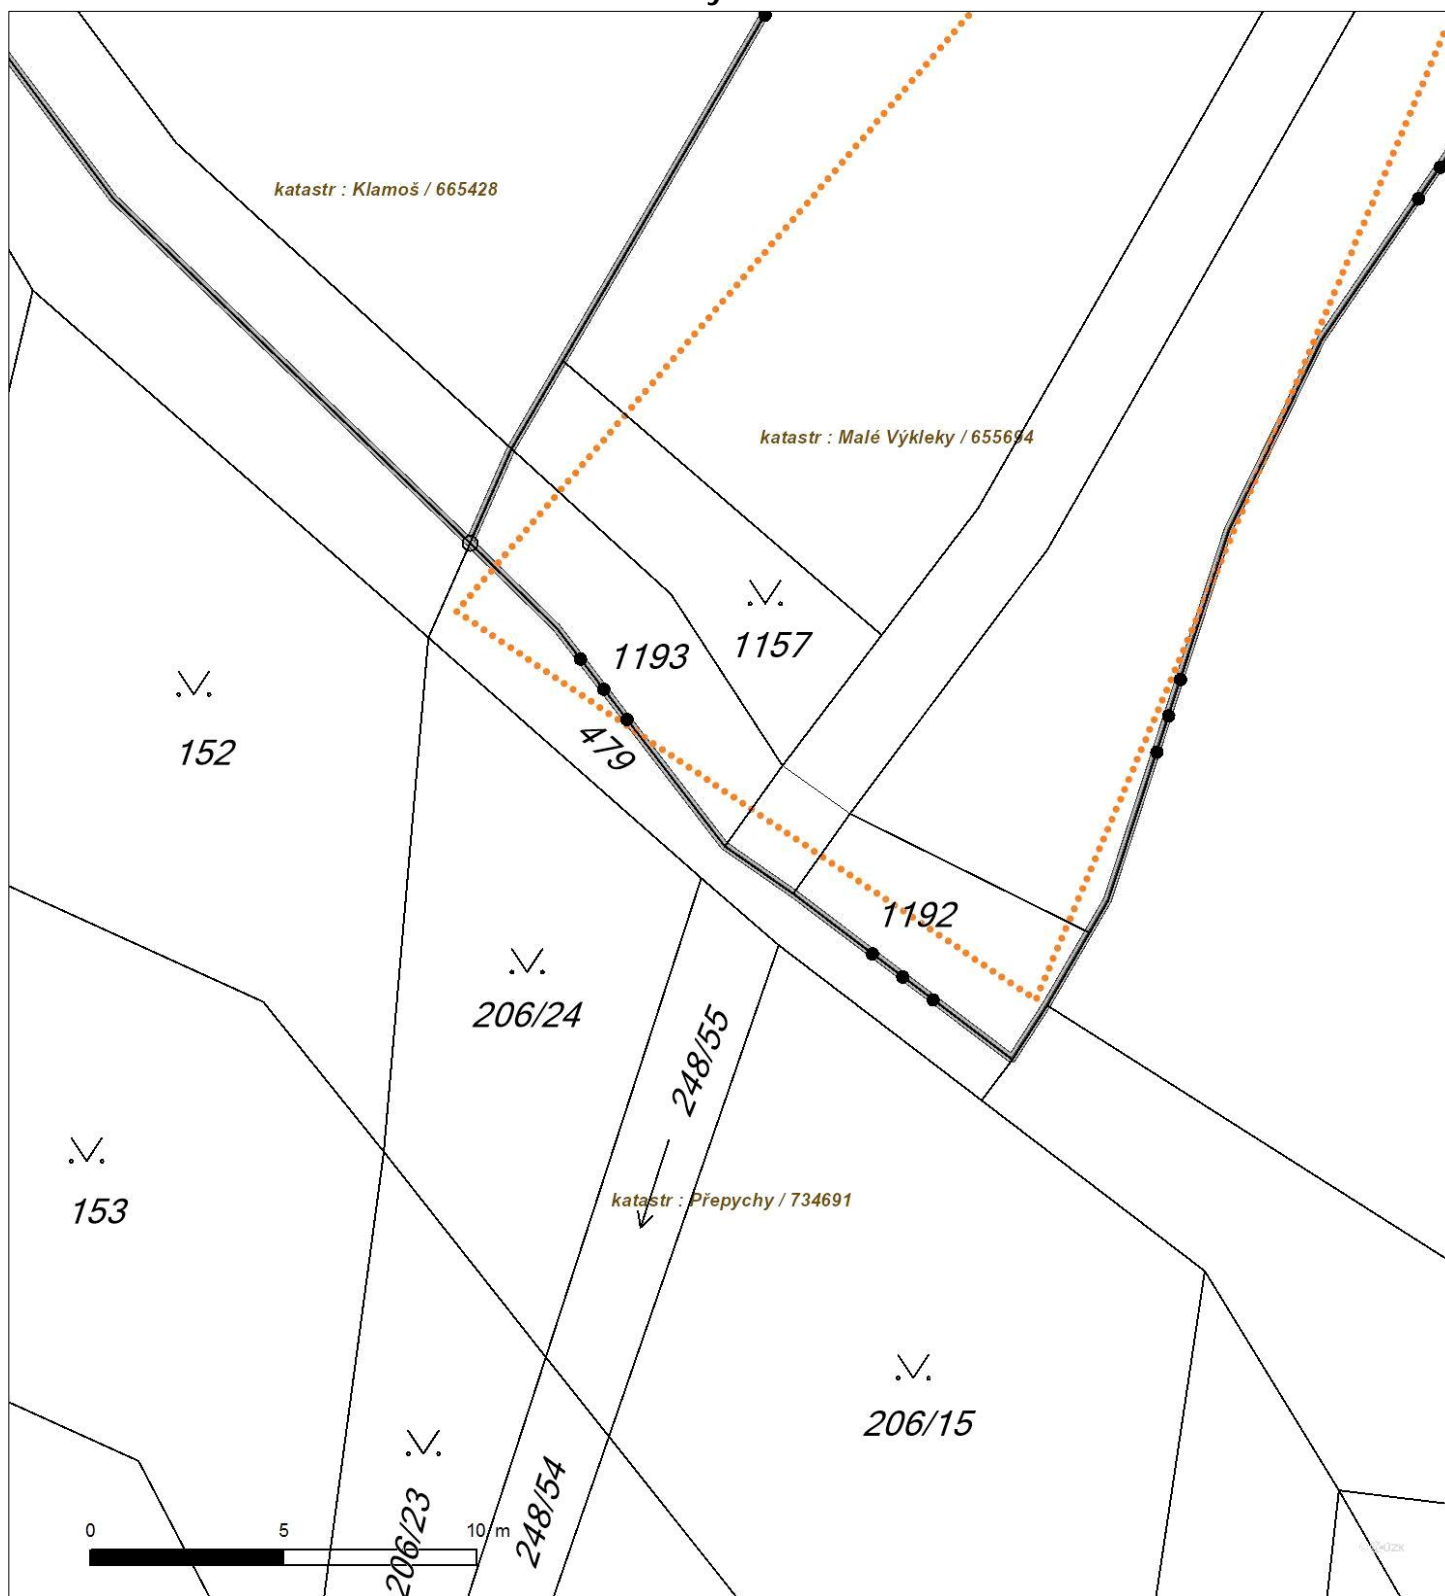 katastr : Klamoš / 665428
katastr : Malé Výkleky / 655694
1193
1157
479
152
1192
206/24
248/55
153
katastr : Přepychy / 734691
206/15
206/23
248/54
0 5 10 m